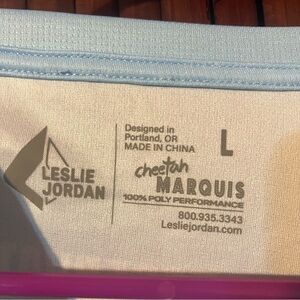 LESLIE
JORDAN
Designed in
Portland, OR
MADE IN CHINA
L
cheetah
MARQUIS
100% POLY PERFORMANCE
800.935.3343
Lesliejordan.com